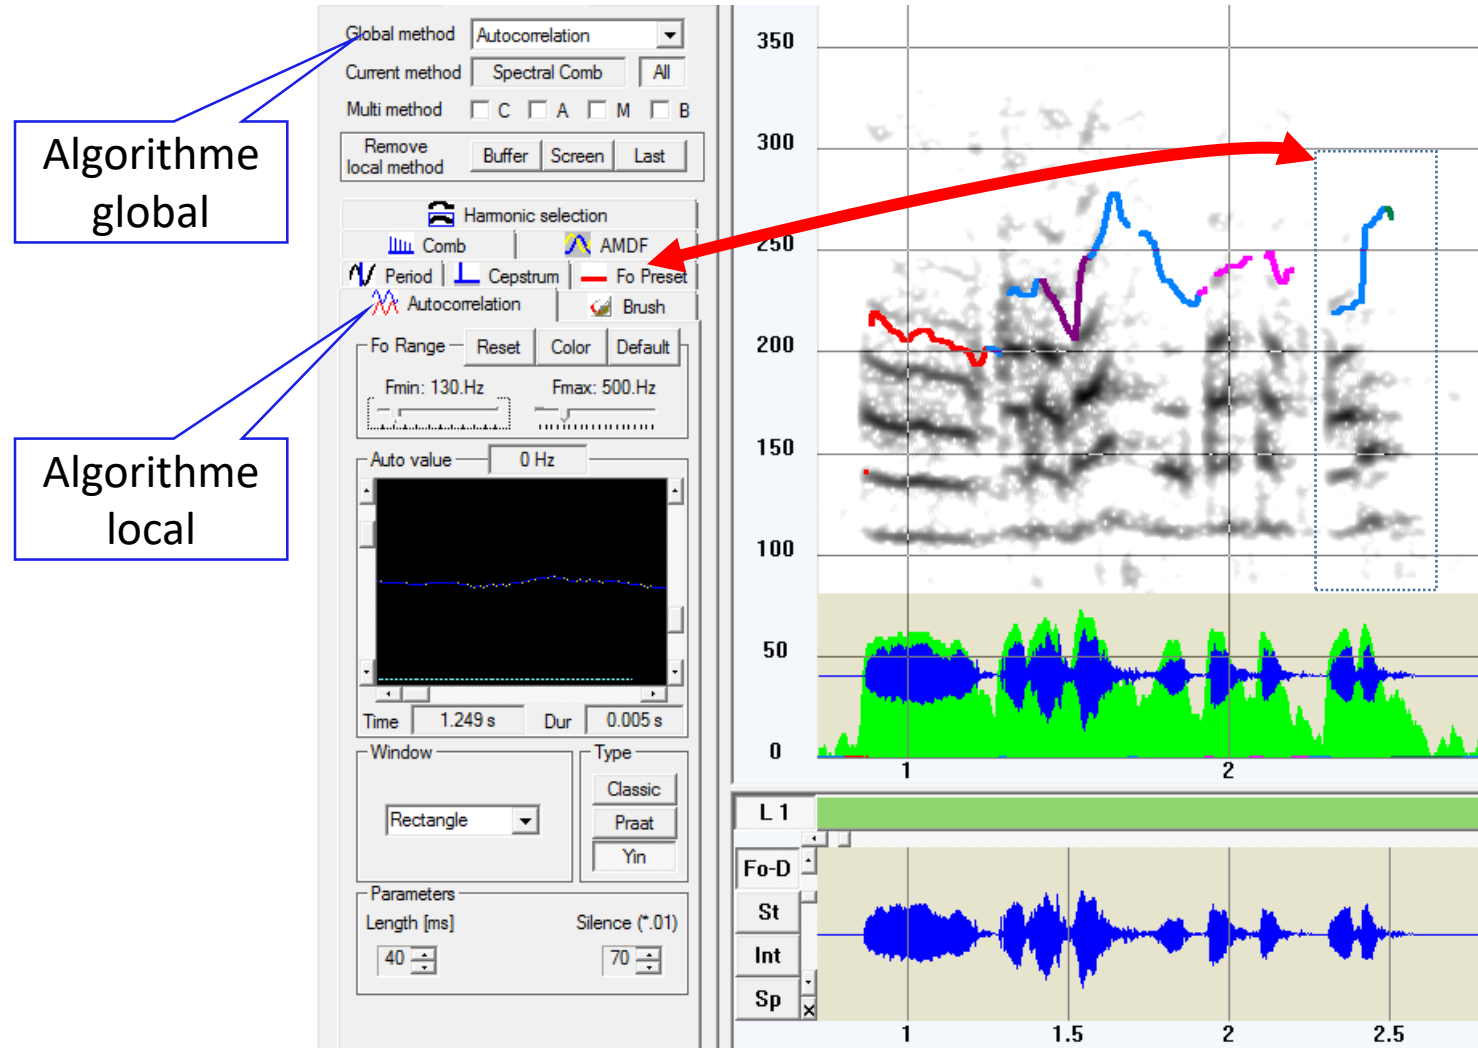 Algorithme
global
Algorithme
local
Global method Autocorrelation
Current method Spectral Comb All
Multi method C A M B
Remove
local method Buffer Screen Last
Harmonic selection
Comb AMDF
Period Cepstrum Fo Preset
Autocorrelation Brush
Fo Range Reset Color Default
Fmin: 130.Hz Fmax: 500.Hz
Auto value 0 Hz
Time 1.249 s Dur 0.005 s
Window Type
Classic
Rectangle Praat
Yin
Parameters
Length [ms] Silence (*.01)
40 70
350
300
250
200
150
100
50
0
1 2
L 1
Fo-D
St
Int
Sp
x
1 1.5 2 2.5